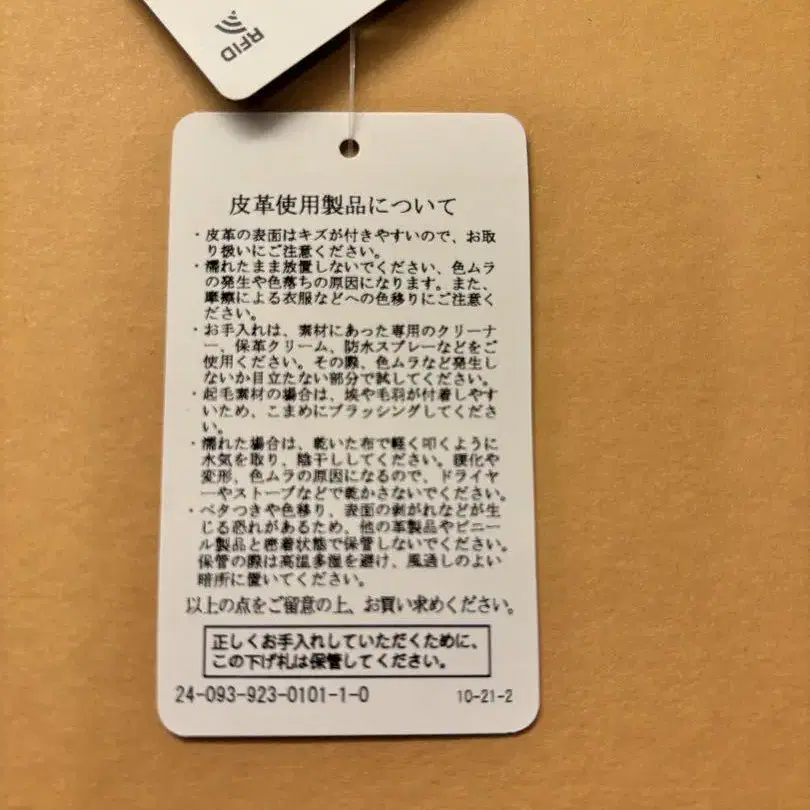 RFID
皮革使用製品について
・皮革の表面はキズが付きやすいので、お取
り扱いにご注意ください。
・濡れたまま放置しないでください、色ムラ
の発生や色落ちの原因になります。また、
摩擦による衣服などへの色移りにご注意く
ださい。
・お手入れは、素材にあった専用のクリーナ
ー、保革クリーム、防水スプレーなどをご
使用ください。その際、色ムラなど発生し
ないか目立たない部分で試してください。
・起毛素材の場合は、埃や毛羽が付着しやす
いため、こまめにブラッシングしてくださ
い。
・濡れた場合は、乾いた布で軽く叩くように
水気を取り、陰干ししてください。硬化や
変形、色ムラの原因になるので、ドライヤ
ーやストーブなどで乾かさないでください。
・ベタつきや色移り、表面の剥がれなどが生
じる恐れがあるため、他の革製品やビニー
ル製品と密着状態で保管しないでください。
保管の際は高温多湿を避け、風通しのよい
暗所に置いてください。
以上の点をご留意の上、お買い求めください。
正しくお手入れしていただくために、
この下げ札は保管してください。
24-093-923-0101-1-0 10-21-2